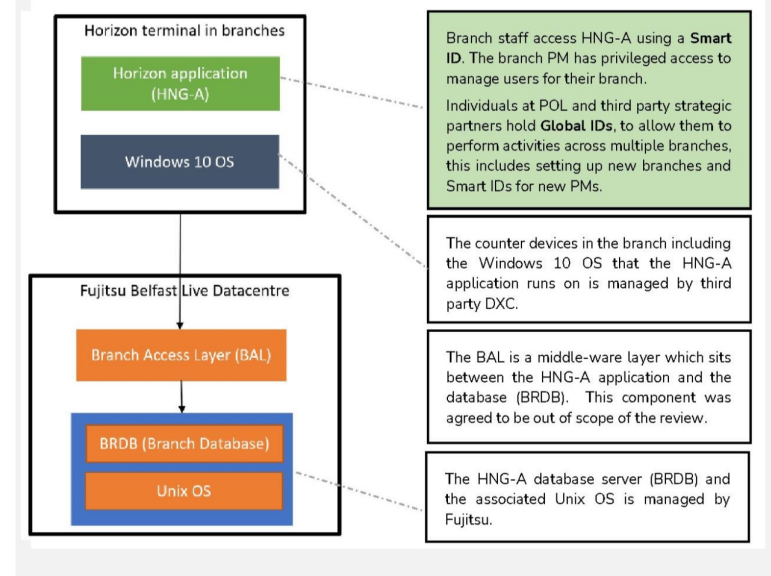 Horizon terminal in branches
Horizon application
(HNG-A)
Windows 10 OS
Fujitsu Belfast Live Datacentre
Branch Access Layer (BAL)
BRDB (Branch Database)
Unix OS
Branch staff access HNG-A using a Smart
ID. The branch PM has privileged access to
manage users for their branch.
Individuals at POL and third party strategic
partners hold Global IDs, to allow them to
perform activities across multiple branches,
this includes setting up new branches and
Smart IDs for new PMs.
The counter devices in the branch including
the Windows 10 OS that the HNG-A
application runs on is managed by third
party DXC.
The BAL is a middle-ware layer which sits
between the HNG-A application and the
database (BRDB). This component was
agreed to be out of scope of the review.
The HNG-A database server (BRDB) and
the associated Unix OS is managed by
Fujitsu.